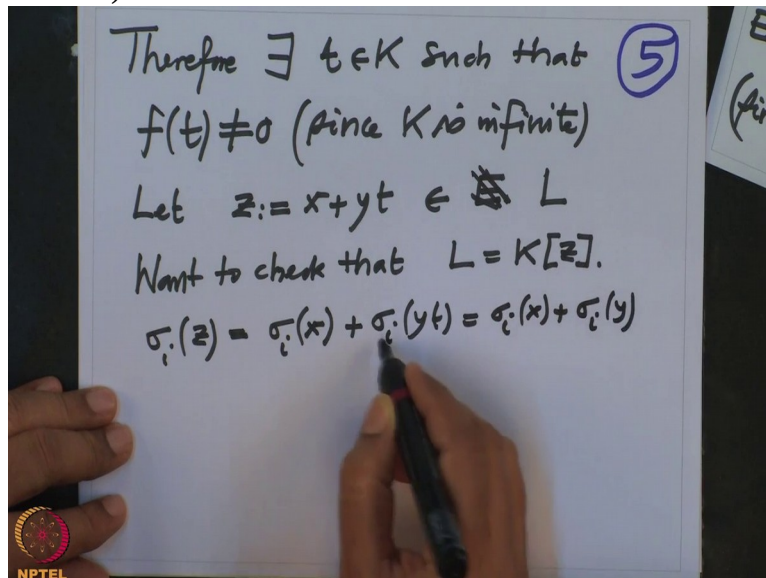 Therefore ∃ t ∈ K such that
5
f(t) ≠ 0 (since K is infinite)
Let z := x + yt ∈ L
Want to check that L = K[z].
σᵢ(z) = σᵢ(x) + σᵢ(yt) = σᵢ(x) + σᵢ(y)
NPTEL